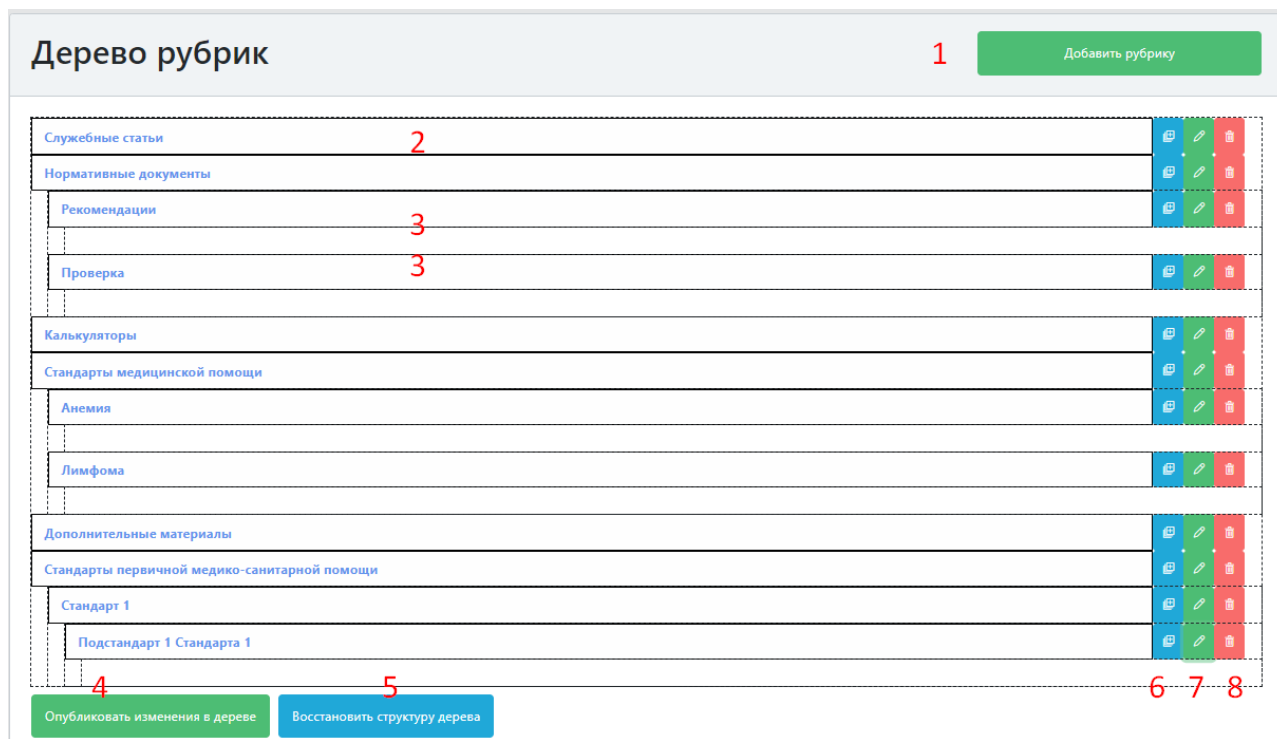 Дерево рубрик
1
Добавить рубрику
Служебные статьи
2
Нормативные документы
Рекомендации
3
3
Проверка
Калькуляторы
Стандарты медицинской помощи
Анемия
Лимфома
Дополнительные материалы
Стандарты первичной медико-санитарной помощи
Стандарт 1
Подстандарт 1 Стандарта 1
4 5 6 7 8
Опубликовать изменения в дереве Восстановить структуру дерева